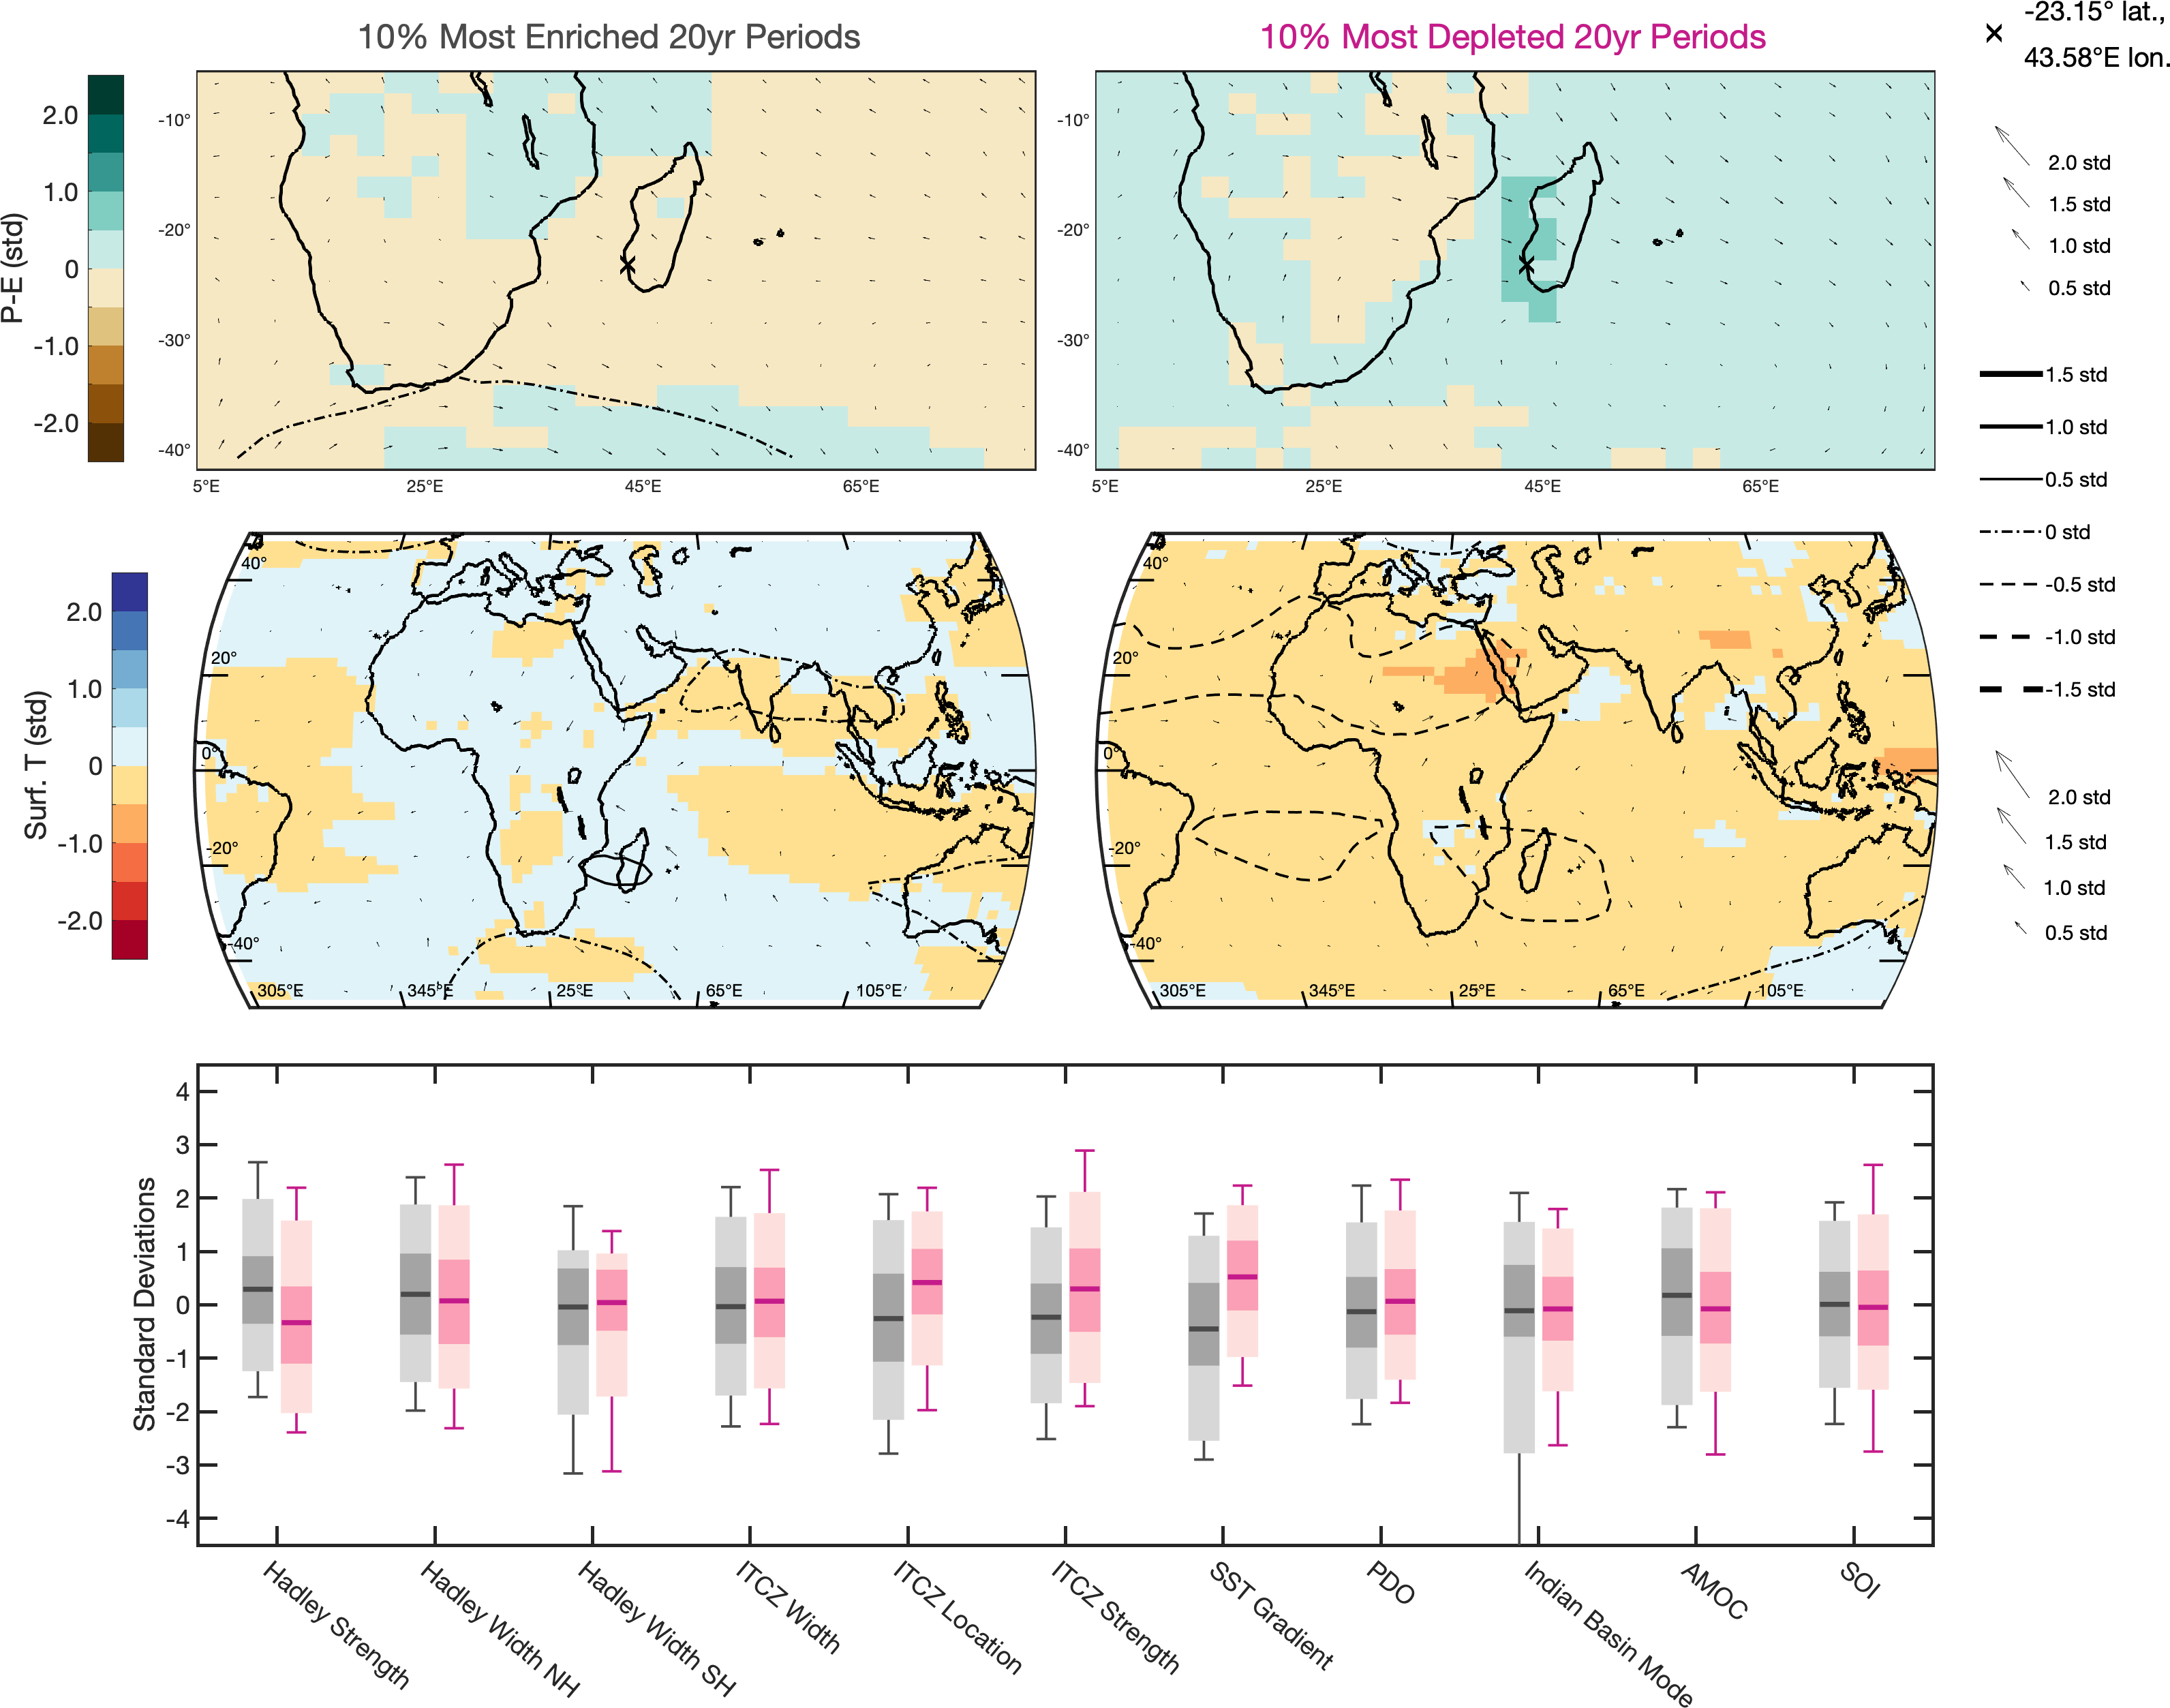 10% Most Enriched 20yr Periods
10% Most Depleted 20yr Periods
-23.15° lat.,
43.58°E lon.
P-E (std)
2.0
1.0
0
-1.0
-2.0
-10°
-20°
-30°
-40°
5°E
25°E
45°E
65°E
-10°
-20°
-30°
-40°
5°E
25°E
45°E
65°E
2.0 std
1.5 std
1.0 std
0.5 std
1.5 std
1.0 std
0.5 std
0 std
-0.5 std
-1.0 std
-1.5 std
Surf. T (std)
2.0
1.0
0
-1.0
-2.0
40°
20°
0°
-20°
-40°
305°E
345°E
25°E
65°E
105°E
40°
20°
0°
-20°
-40°
305°E
345°E
25°E
65°E
105°E
2.0 std
1.5 std
1.0 std
0.5 std
Standard Deviations
4
3
2
1
0
-1
-2
-3
-4
Hadley Strength
Hadley Width NH
Hadley Width SH
ITCZ Width
ITCZ Location
ITCZ Strength
SST Gradient
PDO
Indian Basin Mode
AMOC
SOI